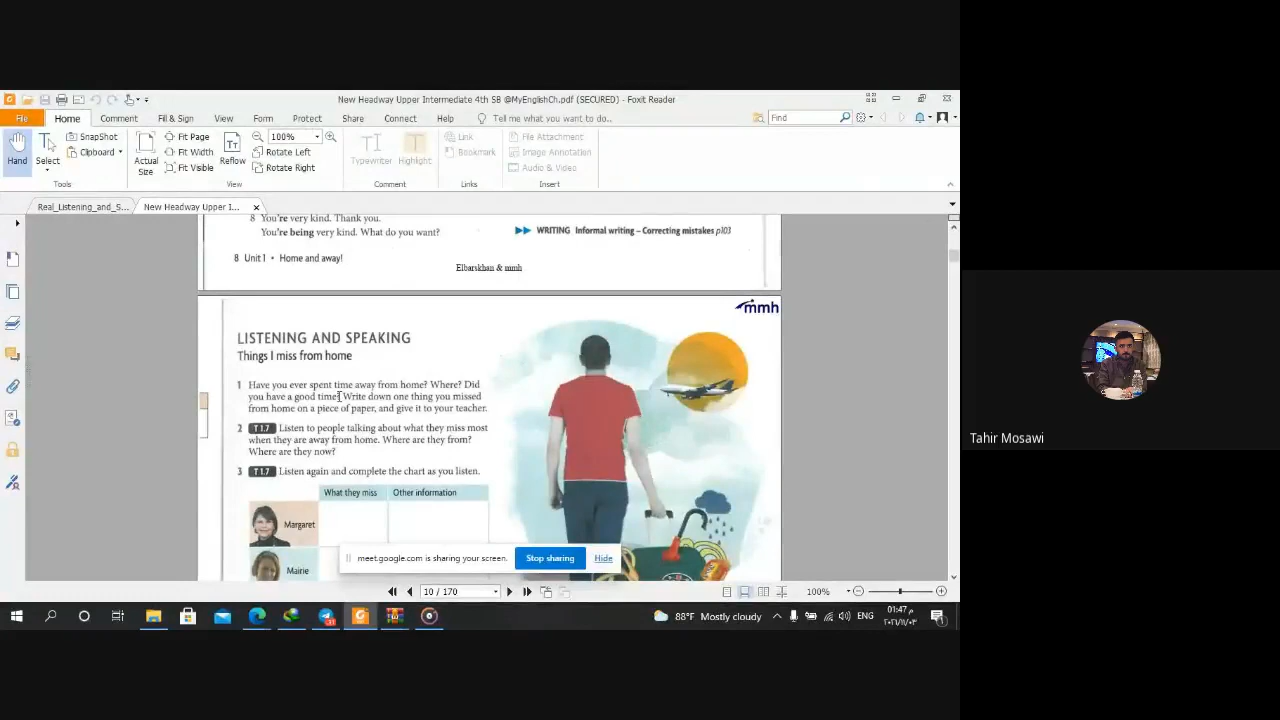 New Headway Upper Intermediate 4th SB @MyEnglishCh.pdf (SECURED) - Foxit Reader
File Home Comment Fill & Sign View Form Protect Share Connect Help Tell me what you want to do.. Find
Hand
Select
SnapShot
Clipboard
Tools
Actual Size
Fit Page
Fit Width
Fit Visible
Reflow
100%
Rotate Left
Rotate Right
View
Typewriter
Highlight
Comment
Link
Bookmark
Links
File Attachment
Image Annotation
Audio & Video
Insert
Real_Listening_and_S... New Headway Upper I...
8 You're very kind. Thank you.
You're being very kind. What do you want?
WRITING Informal writing – Correcting mistakes p103
8 Unit 1 • Home and away!
Elbarskhan & mmh
mmh
LISTENING AND SPEAKING
Things I miss from home
1 Have you ever spent time away from home? Where? Did
you have a good time? Write down one thing you missed
from home on a piece of paper, and give it to your teacher.
2 T 1.7 Listen to people talking about what they miss most
when they are away from home. Where are they from?
Where are they now?
3 T 1.7 Listen again and complete the chart as you listen.
What they miss Other information
Margaret
Mairie
meet.google.com is sharing your screen. Stop sharing Hide
10 / 170
100%
88°F Mostly cloudy ENG
م 01:47
٢٠٢١/١١/٠٣
Tahir Mosawi